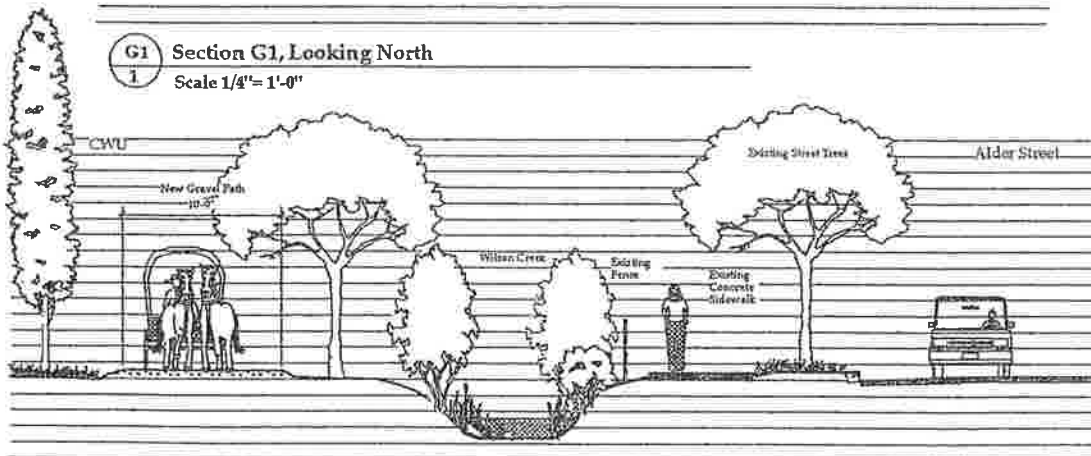 G1
1
Section G1, Looking North
Scale 1/4"= 1'-0"
CWU
Existing Street Trees
Alder Street
New Gravel Path
10'-0"
Wilson Creek
Existing
Fence
Existing
Concrete
Sidewalk